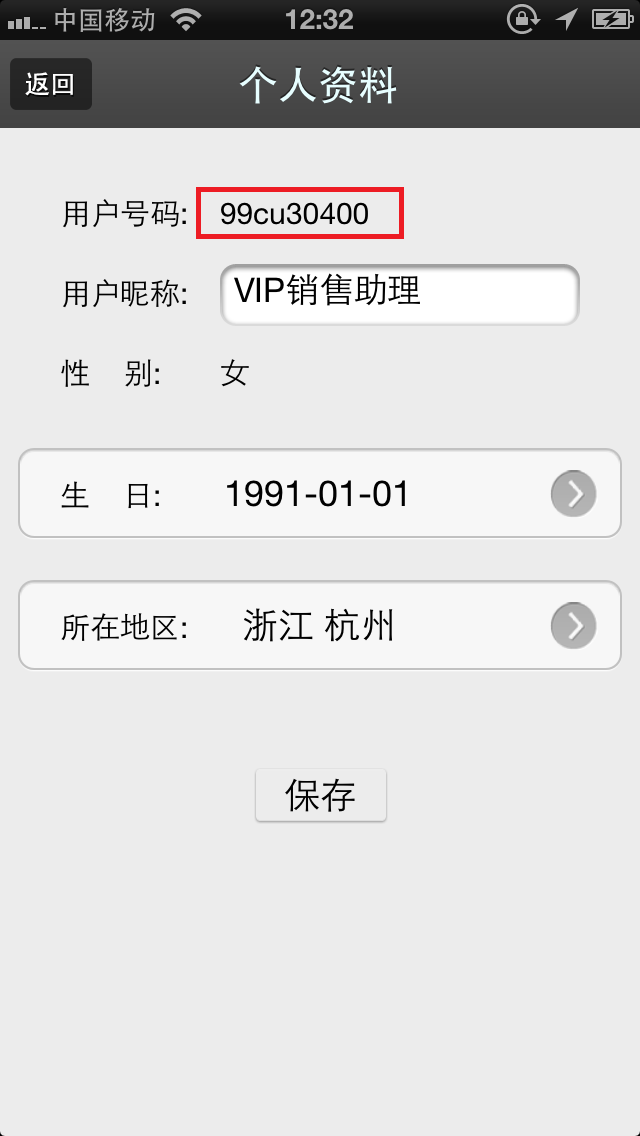 中国移动 12:32
返回 个人资料
用户号码: 99cu30400
用户昵称: VIP销售助理
性 别: 女
生 日: 1991-01-01
所在地区: 浙江 杭州
保存